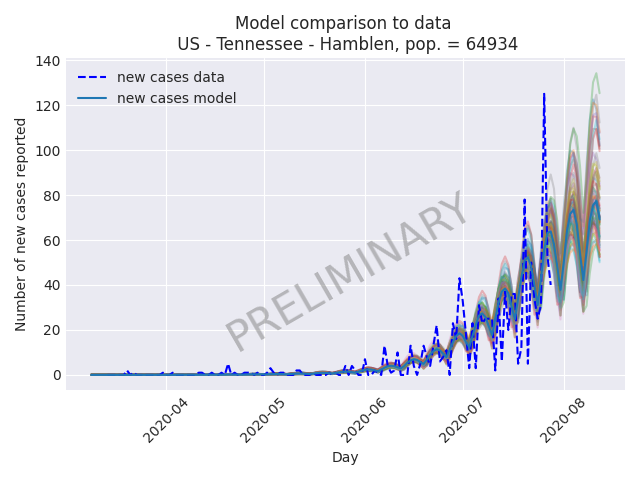 Model comparison to data
US - Tennessee - Hamblen, pop. = 64934
140
120
100
80
60
40
20
0
Number of new cases reported
new cases data
new cases model
PRELIMINARY
2020-04
2020-05
2020-06
2020-07
2020-08
Day